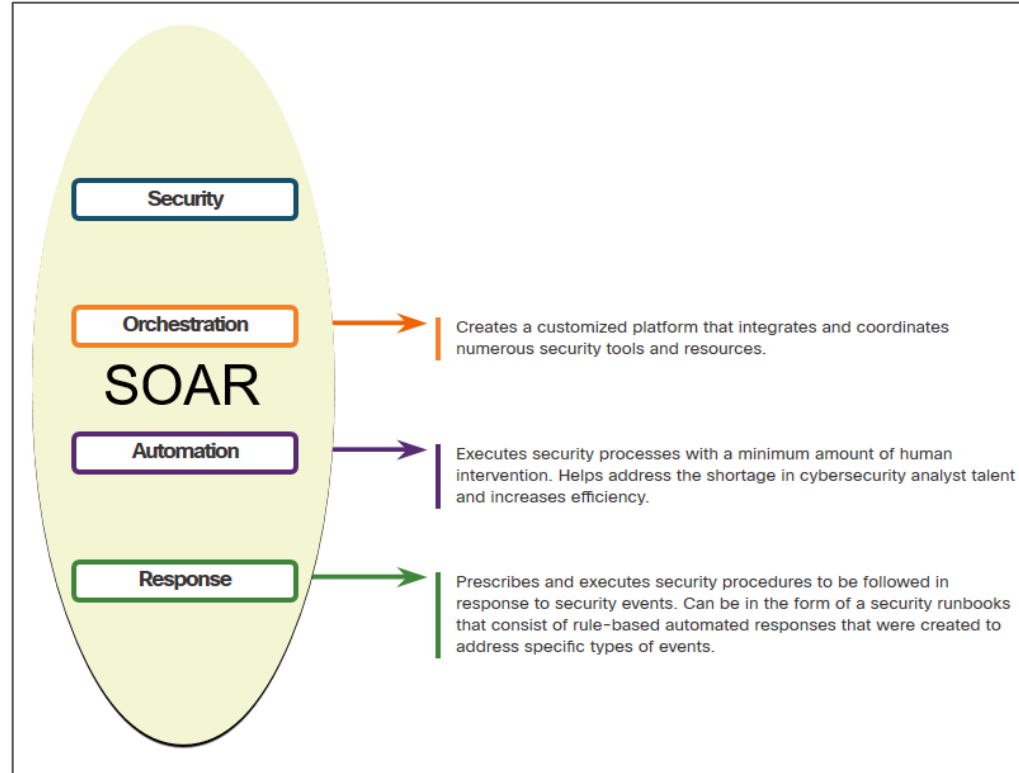 Security
Orchestration
Creates a customized platform that integrates and coordinates
numerous security tools and resources.
SOAR
Automation
Executes security processes with a minimum amount of human
intervention. Helps address the shortage in cybersecurity analyst talent
and increases efficiency.
Response
Prescribes and executes security procedures to be followed in
response to security events. Can be in the form of a security runbooks
that consist of rule-based automated responses that were created to
address specific types of events.